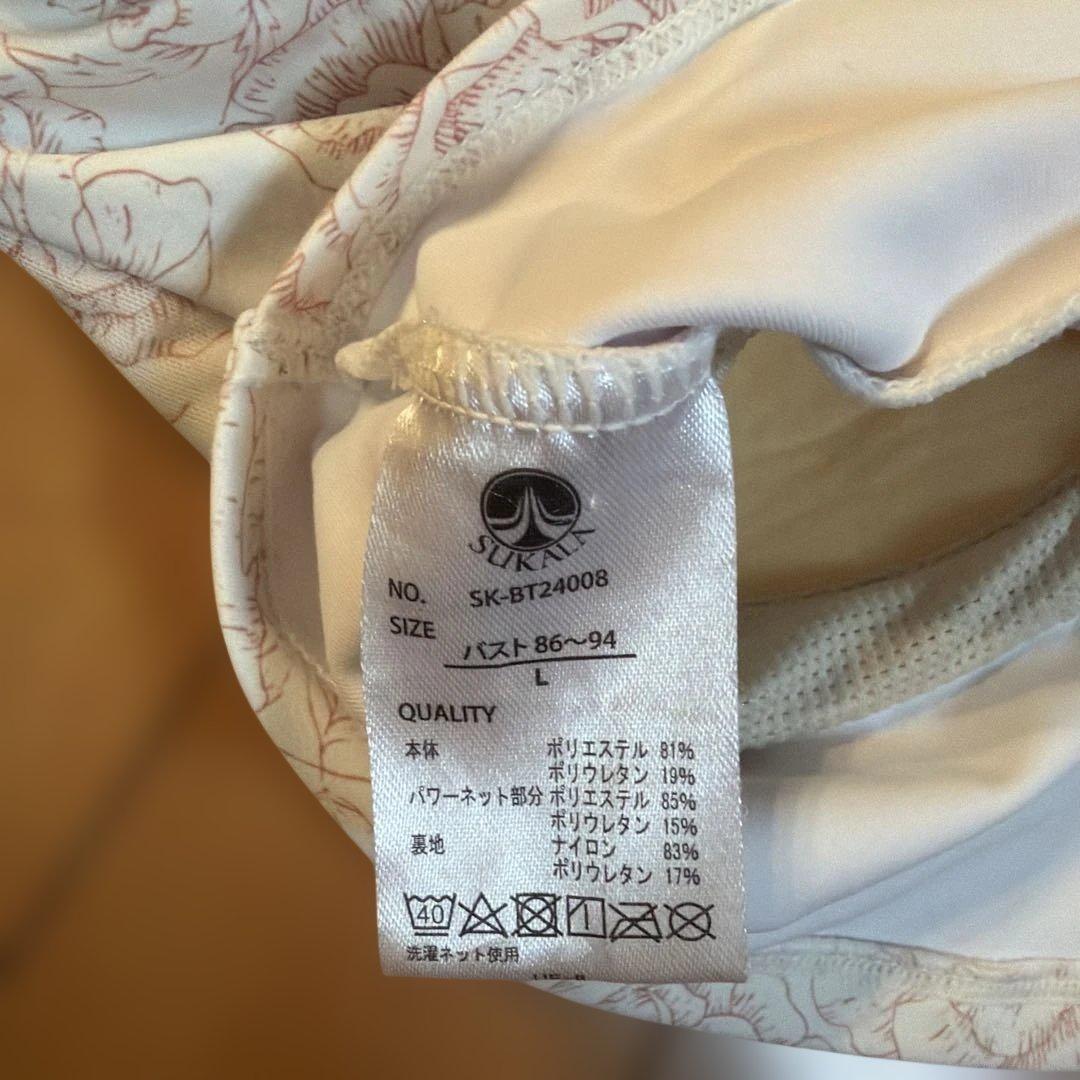 SUKALA
NO. SK-BT24008
SIZE バスト 86～94
L
QUALITY
本体 ポリエステル 81%
ポリウレタン 19%
パワーネット部分 ポリエステル 85%
ポリウレタン 15%
裏地 ナイロン 83%
ポリウレタン 17%
40
洗濯ネット使用